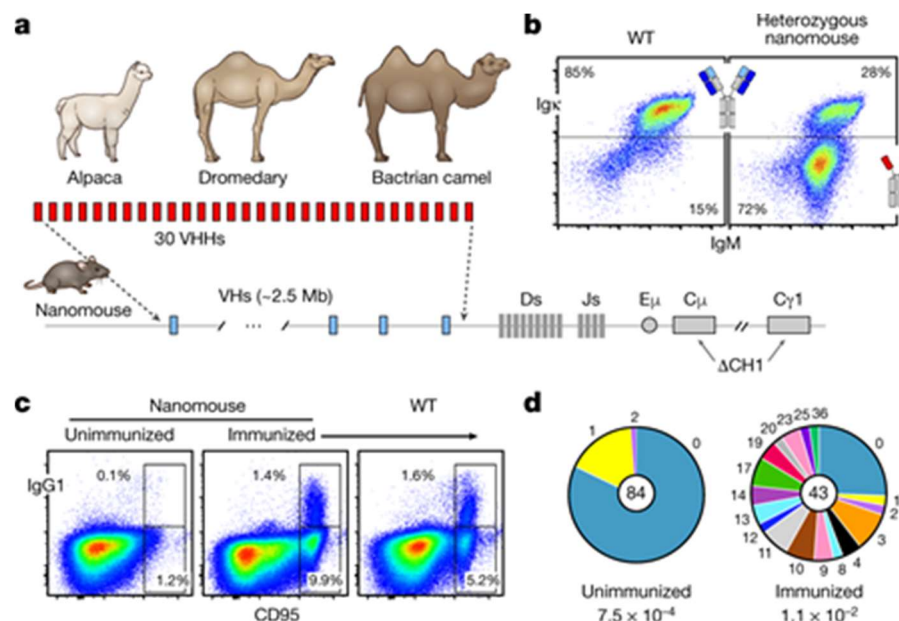 a
Alpaca
Dromedary
Bactrian camel
30 VHHs
Nanomouse
VHs (~2.5 Mb)
Ds
Js
Eμ
Cμ
Cγ1
ΔCH1
b
WT
Heterozygous
nanomouse
85%
28%
Igκ
15%
72%
IgM
c
Nanomouse
WT
Unimmunized
Immunized
0.1%
1.4%
1.6%
IgG1
1.2%
9.9%
5.2%
CD95
d
1
2
0
84
Unimmunized
7.5 × 10⁻⁴
0
1
2
3
4
8
9
10
11
12
13
14
17
19
20
23
25
36
43
Immunized
1.1 × 10⁻²